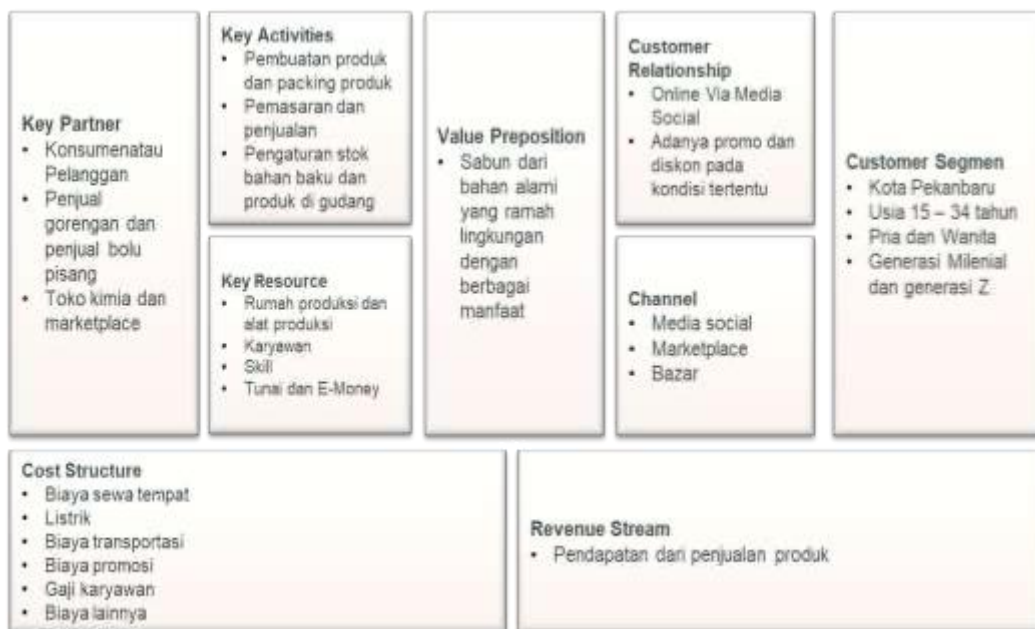 Key Partner
• Konsumenatau
Pelanggan
• Penjual
gorengan dan
penjual bolu
pisang
• Toko kimia dan
marketplace
Key Activities
• Pembuatan produk
dan packing produk
• Pemasaran dan
penjualan
• Pengaturan stok
bahan baku dan
produk di gudang
Key Resource
• Rumah produksi dan
alat produksi
• Karyawan
• Skill
• Tunai dan E-Money
Value Preposition
• Sabun dari
bahan alami
yang ramah
lingkungan
dengan
berbagai
manfaat
Customer
Relationship
• Online Via Media
Social
• Adanya promo dan
diskon pada
kondisi tertentu
Channel
• Media social
• Marketplace
• Bazar
Customer Segmen
• Kota Pekanbaru
• Usia 15 – 34 tahun
• Pria dan Wanita
• Generasi Milenial
dan generasi Z
Cost Structure
• Biaya sewa tempat
• Listrik
• Biaya transportasi
• Biaya promosi
• Gaji karyawan
• Biaya lainnya
Revenue Stream
• Pendapatan dari penjualan produk